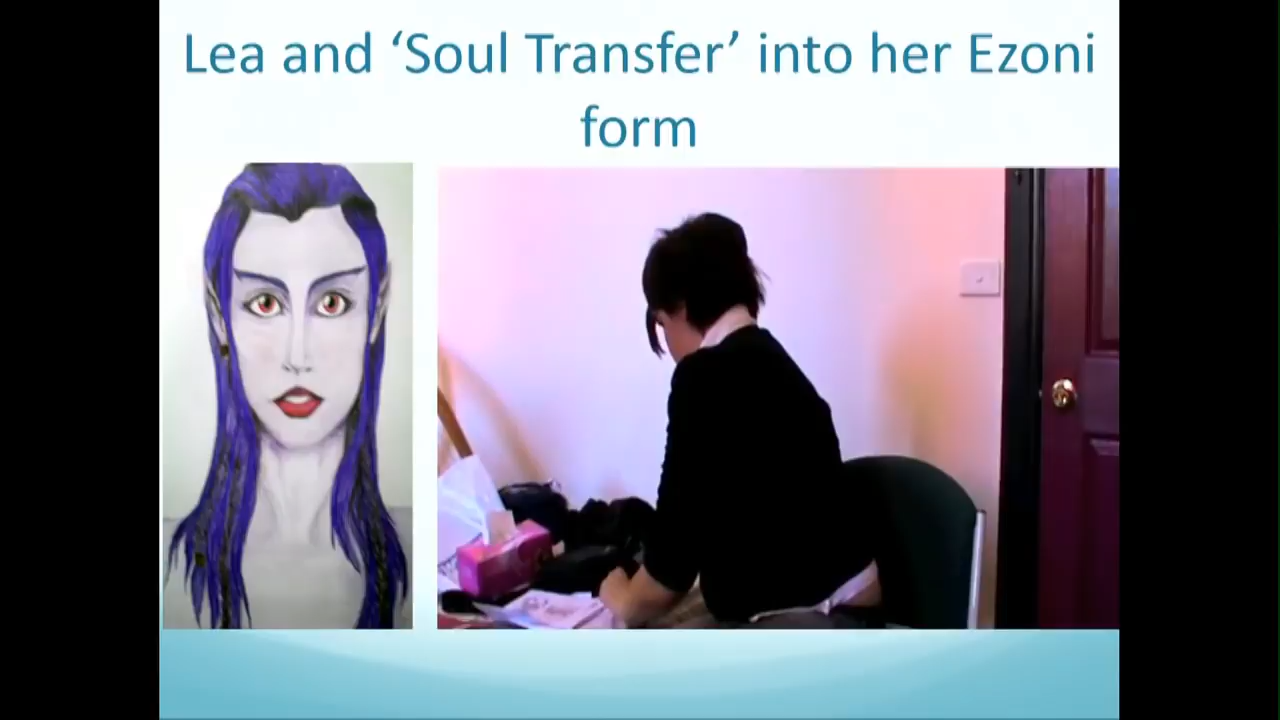 Lea and ‘Soul Transfer’ into her Ezoni
form